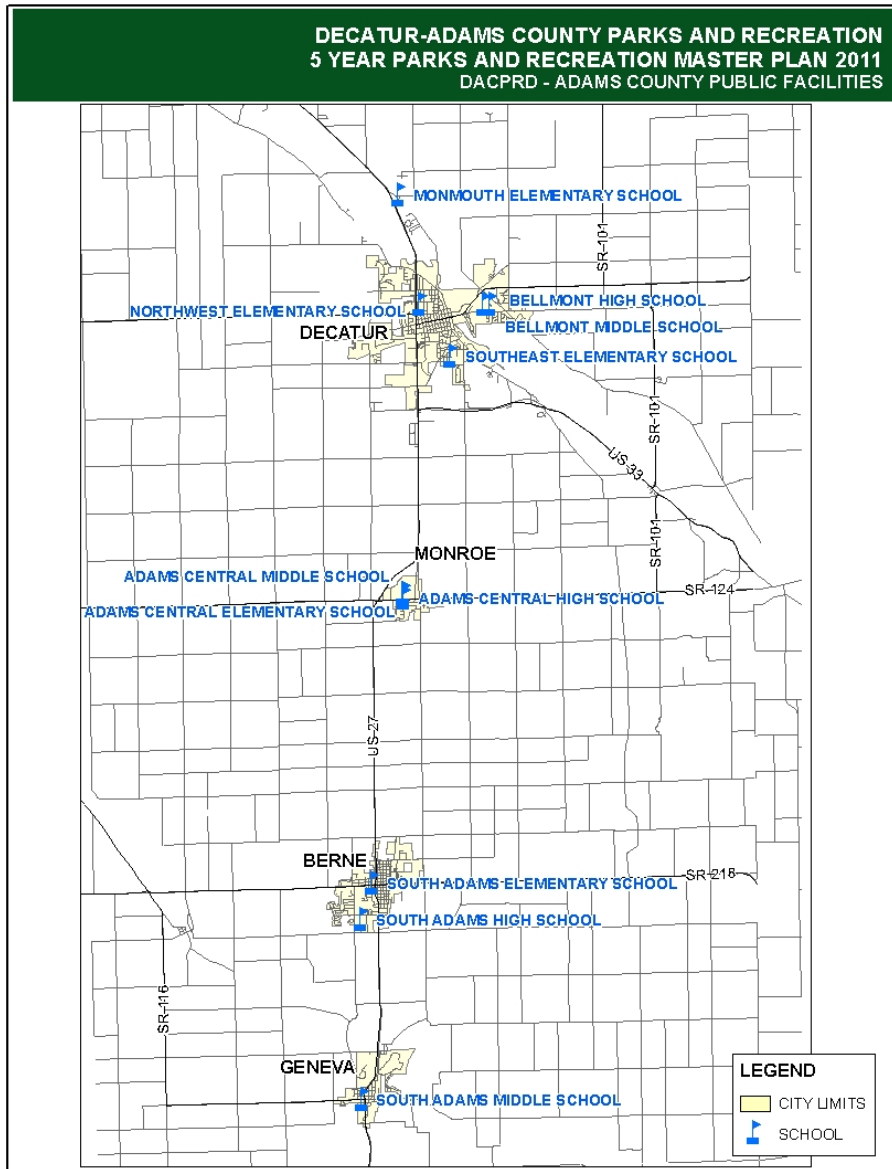 DECATUR-ADAMS COUNTY PARKS AND RECREATION
5 YEAR PARKS AND RECREATION MASTER PLAN 2011
DACPRD - ADAMS COUNTY PUBLIC FACILITIES
MONMOUTH ELEMENTARY SCHOOL
SR-101
NORTHWEST ELEMENTARY SCHOOL
BELLMONT HIGH SCHOOL
BELLMONT MIDDLE SCHOOL
DECATUR
SOUTHEAST ELEMENTARY SCHOOL
SR-101
US-33
SR-101
MONROE
ADAMS CENTRAL MIDDLE SCHOOL
ADAMS CENTRAL HIGH SCHOOL
ADAMS CENTRAL ELEMENTARY SCHOOL
SR-124
US-27
BERNE
SR-218
SOUTH ADAMS ELEMENTARY SCHOOL
SOUTH ADAMS HIGH SCHOOL
SR-116
GENEVA
SOUTH ADAMS MIDDLE SCHOOL
LEGEND
CITY LIMITS
SCHOOL